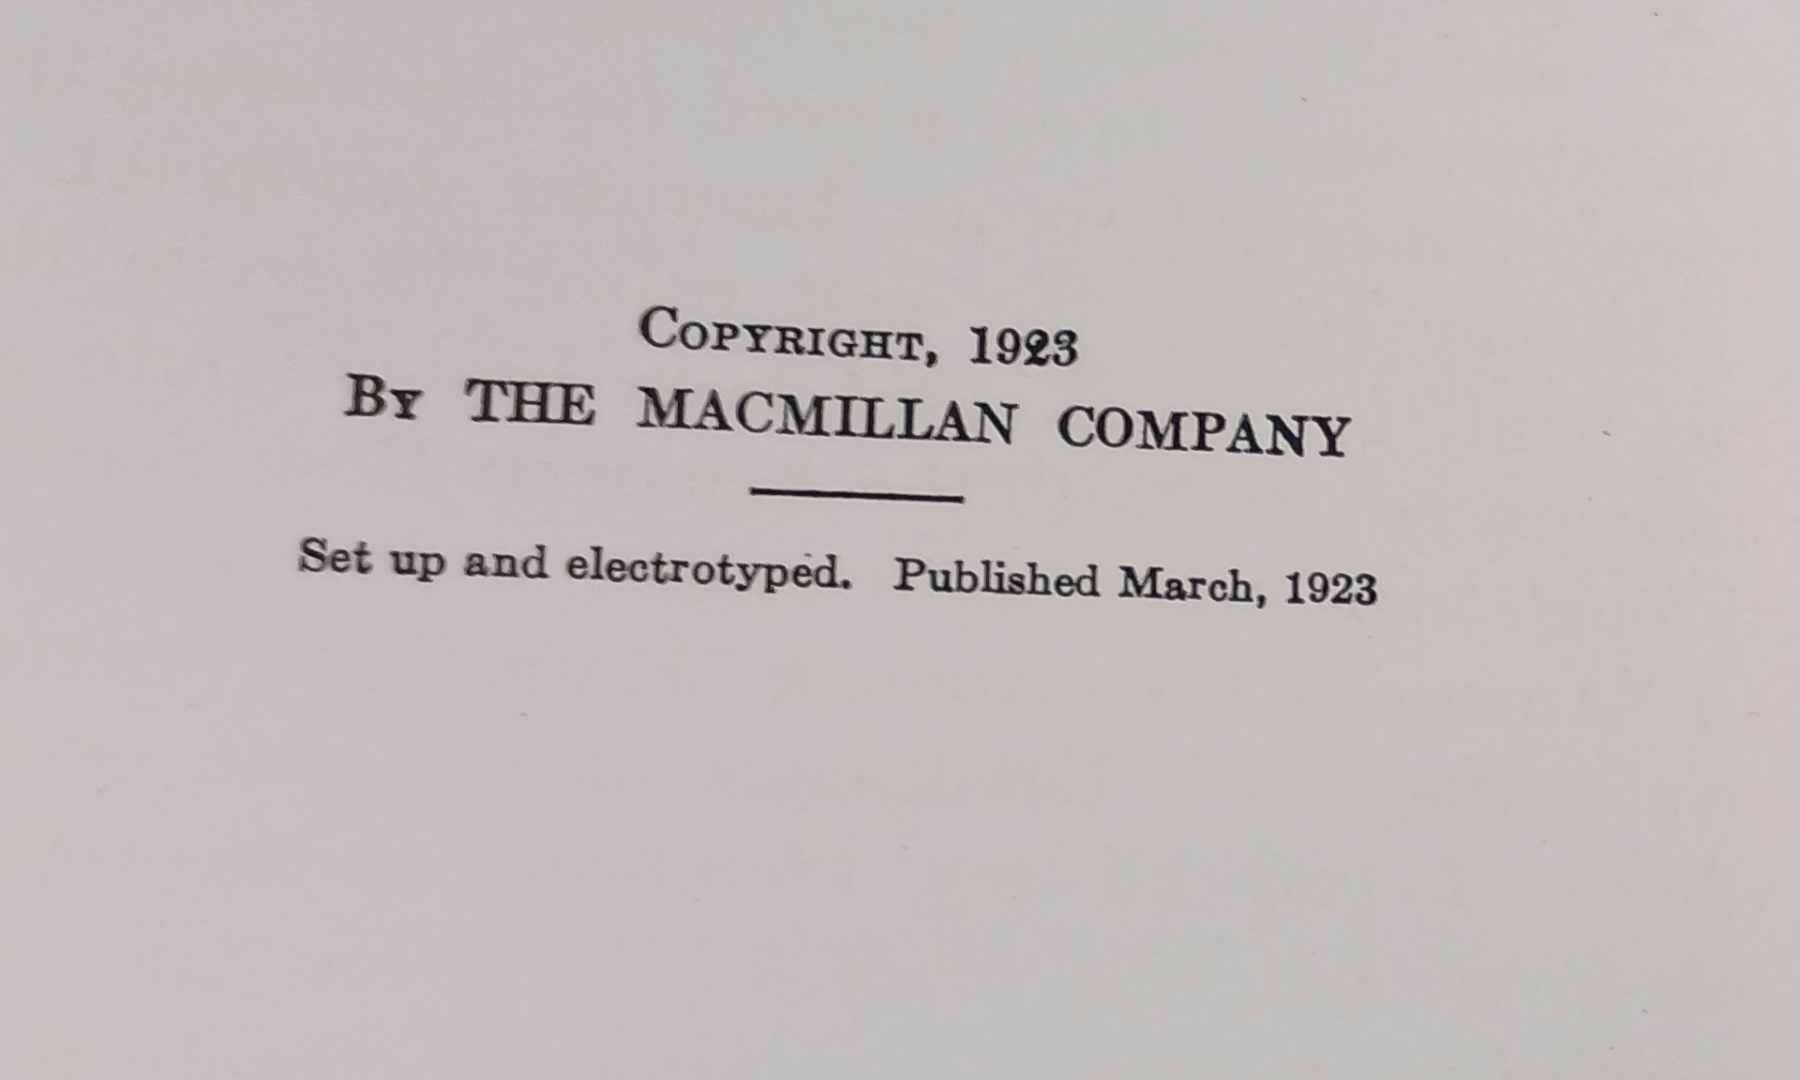 COPYRIGHT, 1923
BY THE MACMILLAN COMPANY
Set up and electrotyped. Published March, 1923